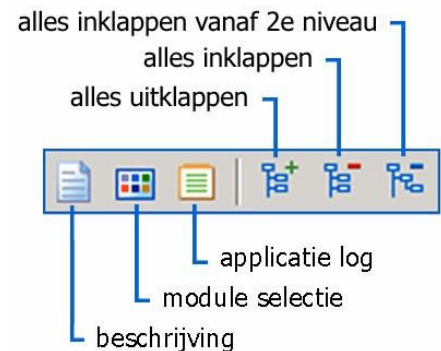 alles inklappen vanaf 2e niveau
alles inklappen
alles uitklappen
applicatie log
module selectie
beschrijving